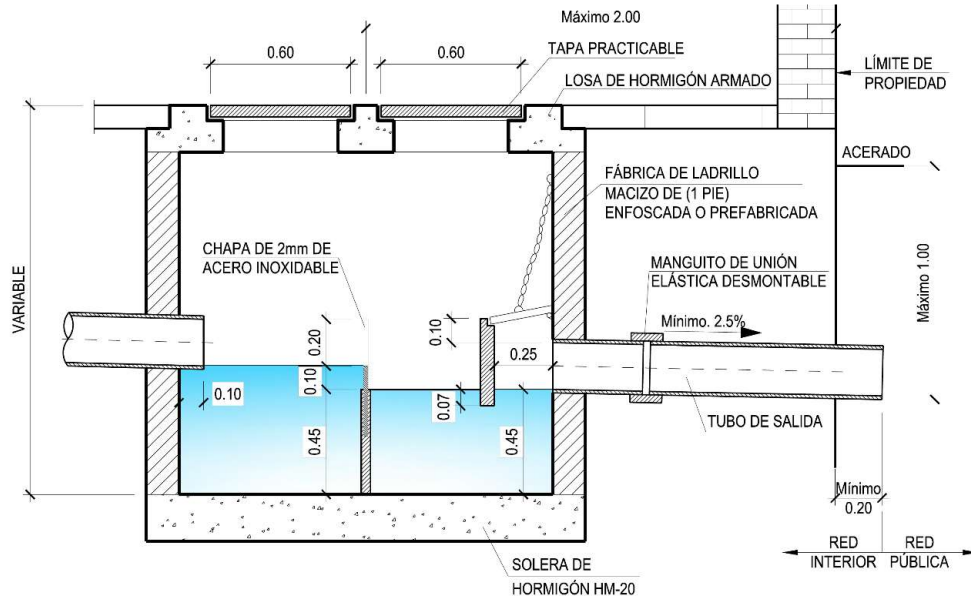 Máximo 2.00
0.60
0.60
TAPA PRACTICABLE
LOSA DE HORMIGÓN ARMADO
LÍMITE DE
PROPIEDAD
ACERADO
FÁBRICA DE LADRILLO
MACIZO DE (1 PIE)
ENFOSCADA O PREFABRICADA
CHAPA DE 2mm DE
ACERO INOXIDABLE
MANGUITO DE UNIÓN
ELÁSTICA DESMONTABLE
VARIABLE
Máximo 1.00
Mínimo. 2.5%
0.20
0.10
0.25
0.10
0.10
0.07
0.45
0.45
TUBO DE SALIDA
Mínimo
0.20
RED
INTERIOR
RED
PÚBLICA
SOLERA DE
HORMIGÓN HM-20